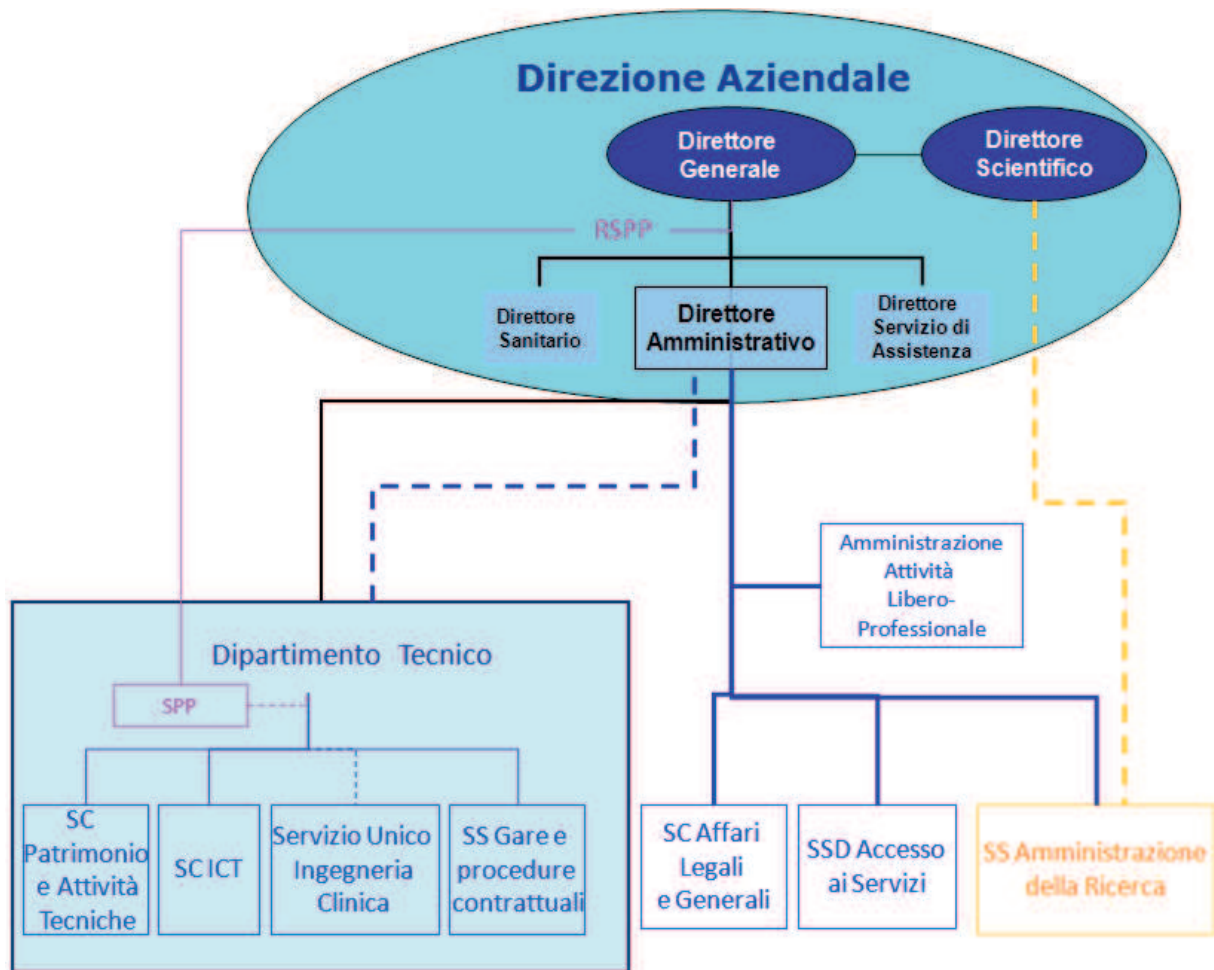 Direzione Aziendale
Direttore
Generale
Direttore
Scientifico
RSPP
Direttore
Sanitario
Direttore
Amministrativo
Direttore
Servizio di
Assistenza
Amministrazione
Attività
Libero-
Professionale
Dipartimento Tecnico
SPP
SC
Patrimonio
e Attività
Tecniche
SC ICT
Servizio Unico
Ingegneria
Clinica
SS Gare e
procedure
contrattuali
SC Affari
Legali
e Generali
SSD Accesso
ai Servizi
SS Amministrazione
della Ricerca